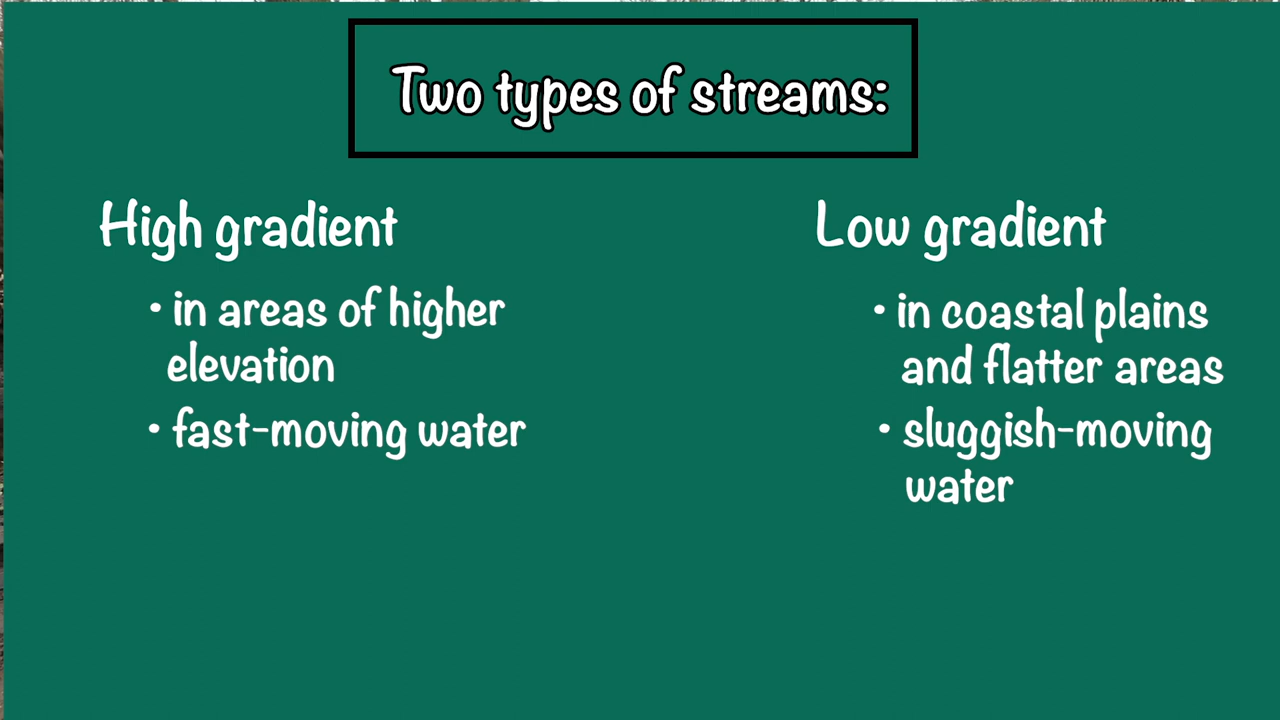 Two types of streams:
High gradient
• in areas of higher
elevation
• fast-moving water
Low gradient
• in coastal plains
and flatter areas
• sluggish-moving
water